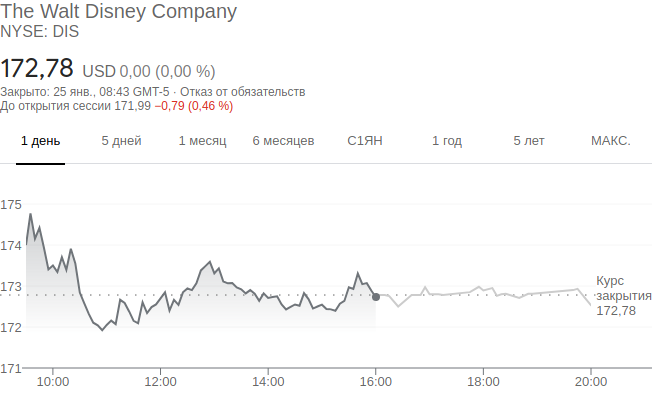 The Walt Disney Company
NYSE: DIS
172,78 USD 0,00 (0,00 %)
Закрыто: 25 янв., 08:43 GMT-5 · Отказ от обязательств
До открытия сессии 171,99 −0,79 (0,46 %)
1 день 5 дней 1 месяц 6 месяцев С1ЯН 1 год 5 лет МАКС.
175
174
173
172
171
Курс
закрытия
172,78
10:00 12:00 14:00 16:00 18:00 20:00